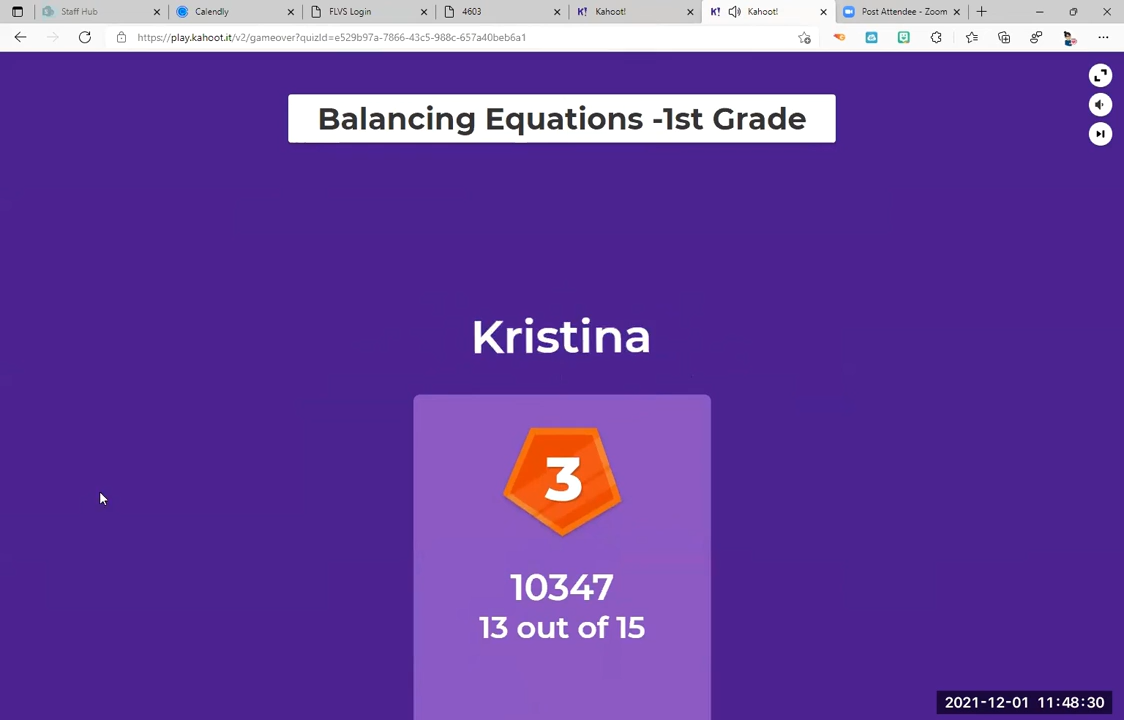 Staff Hub
Calendly
FLVS Login
4603
K! Kahoot!
K! Kahoot!
Post Attendee - Zoom
https://play.kahoot.it/v2/gameover?quizId=e529b97a-7866-43c5-988c-657a40beb6a1
Balancing Equations -1st Grade
Kristina
3
10347
13 out of 15
2021-12-01 11:48:30